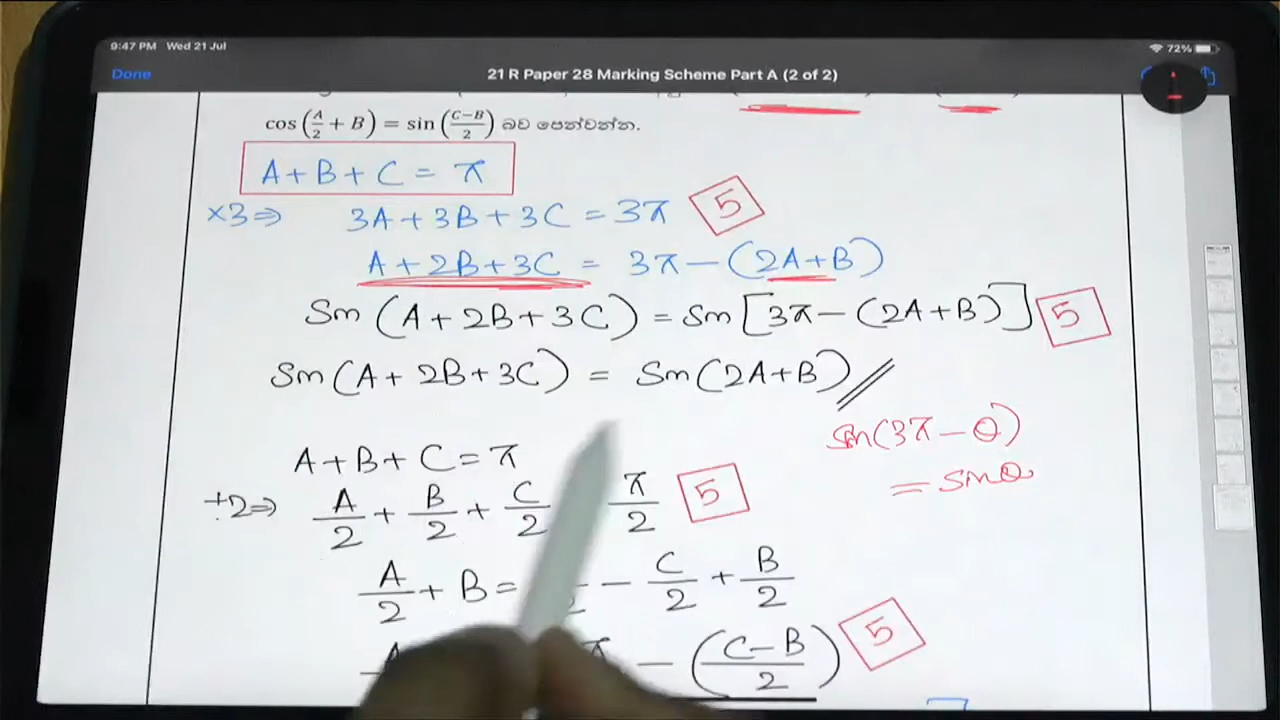 9:47 PM Wed 21 Jul 72%
Done 21 R Paper 28 Marking Scheme Part A (2 of 2)
cos (A/2 + B) = sin ((C−B)/2) බව පෙන්වන්න.
A + B + C = π
×3 ⇒ 3A + 3B + 3C = 3π 5
A + 2B + 3C = 3π − (2A + B)
Sin (A + 2B + 3C) = Sin [3π − (2A + B)] 5
Sin (A + 2B + 3C) = Sin (2A + B) //
Sin(3π − θ)
= Sinθ
A + B + C = π
÷2 ⇒ A/2 + B/2 + C/2 π/2 5
A/2 + B = − C/2 + B/2
− ((C − B)/2) 5